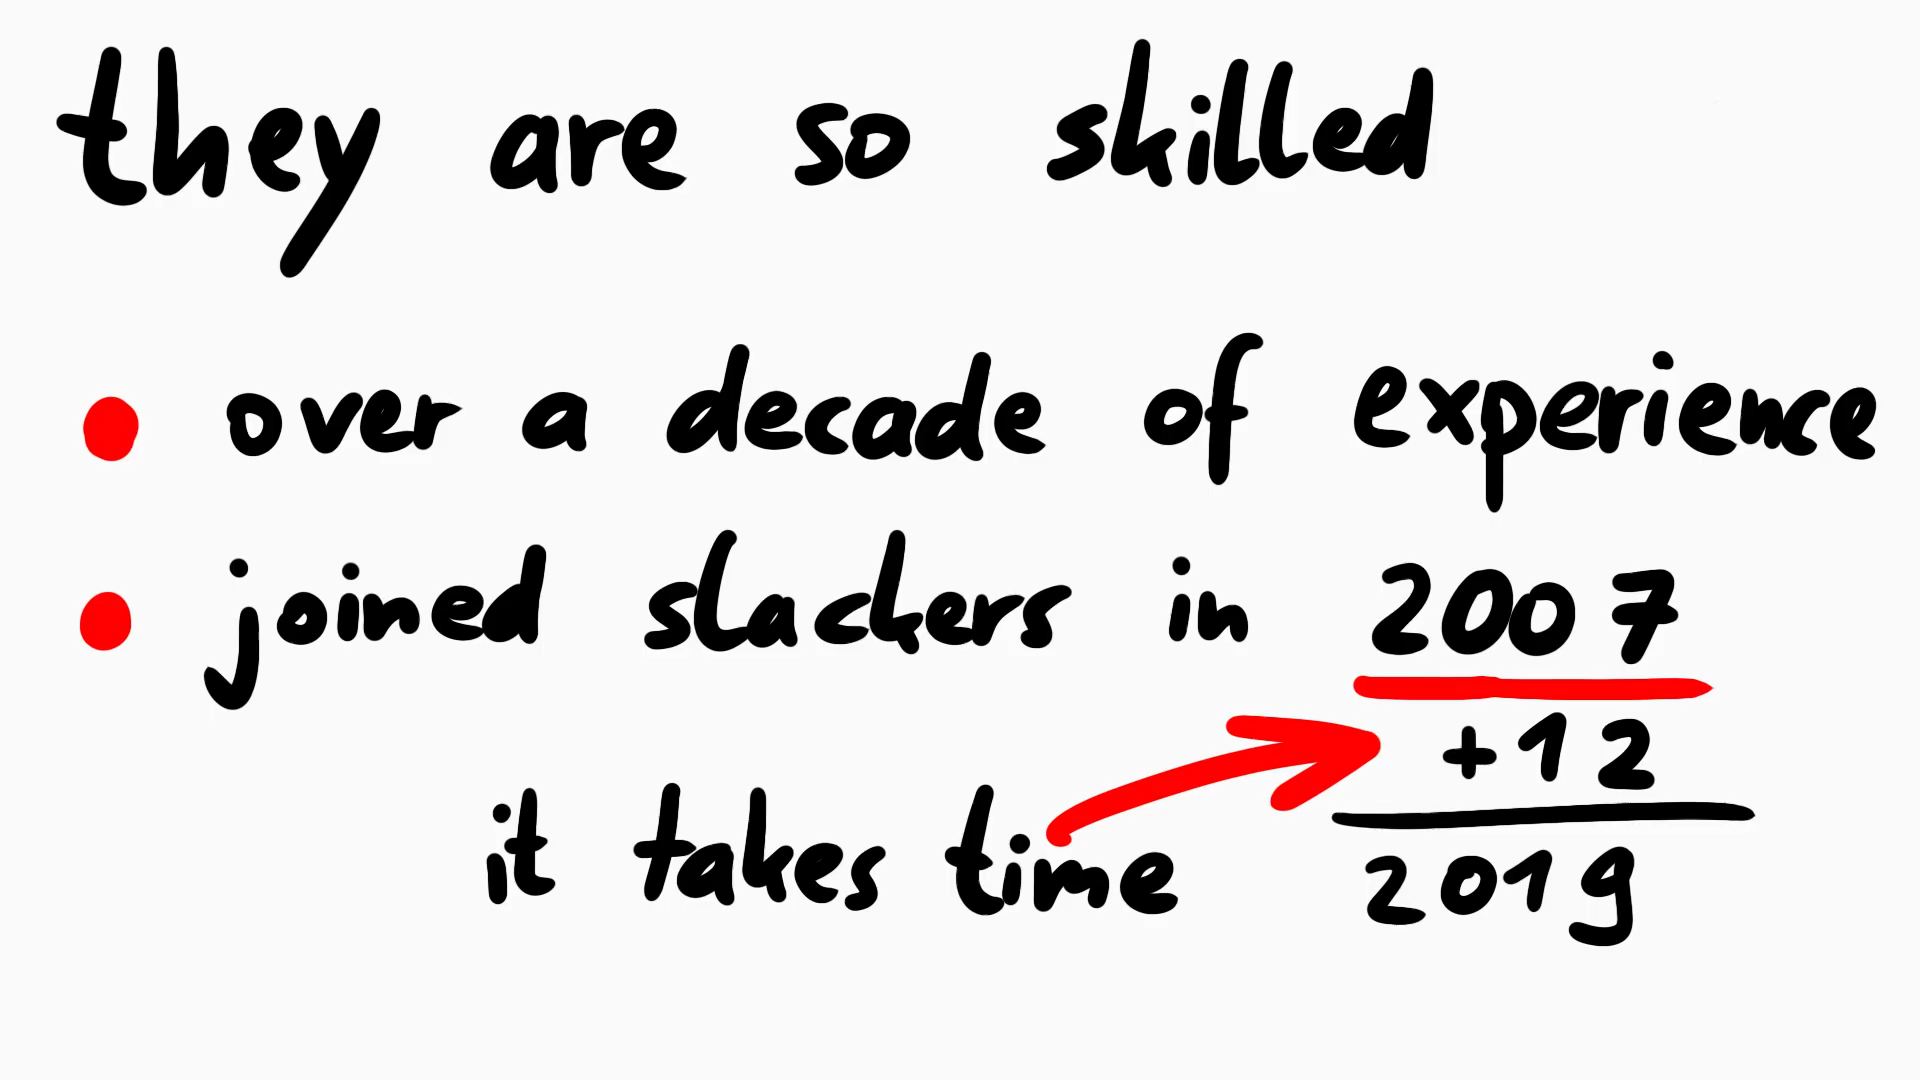 they are so skilled
over a decade of experience
joined slackers in 2007
+12
it takes time
2019